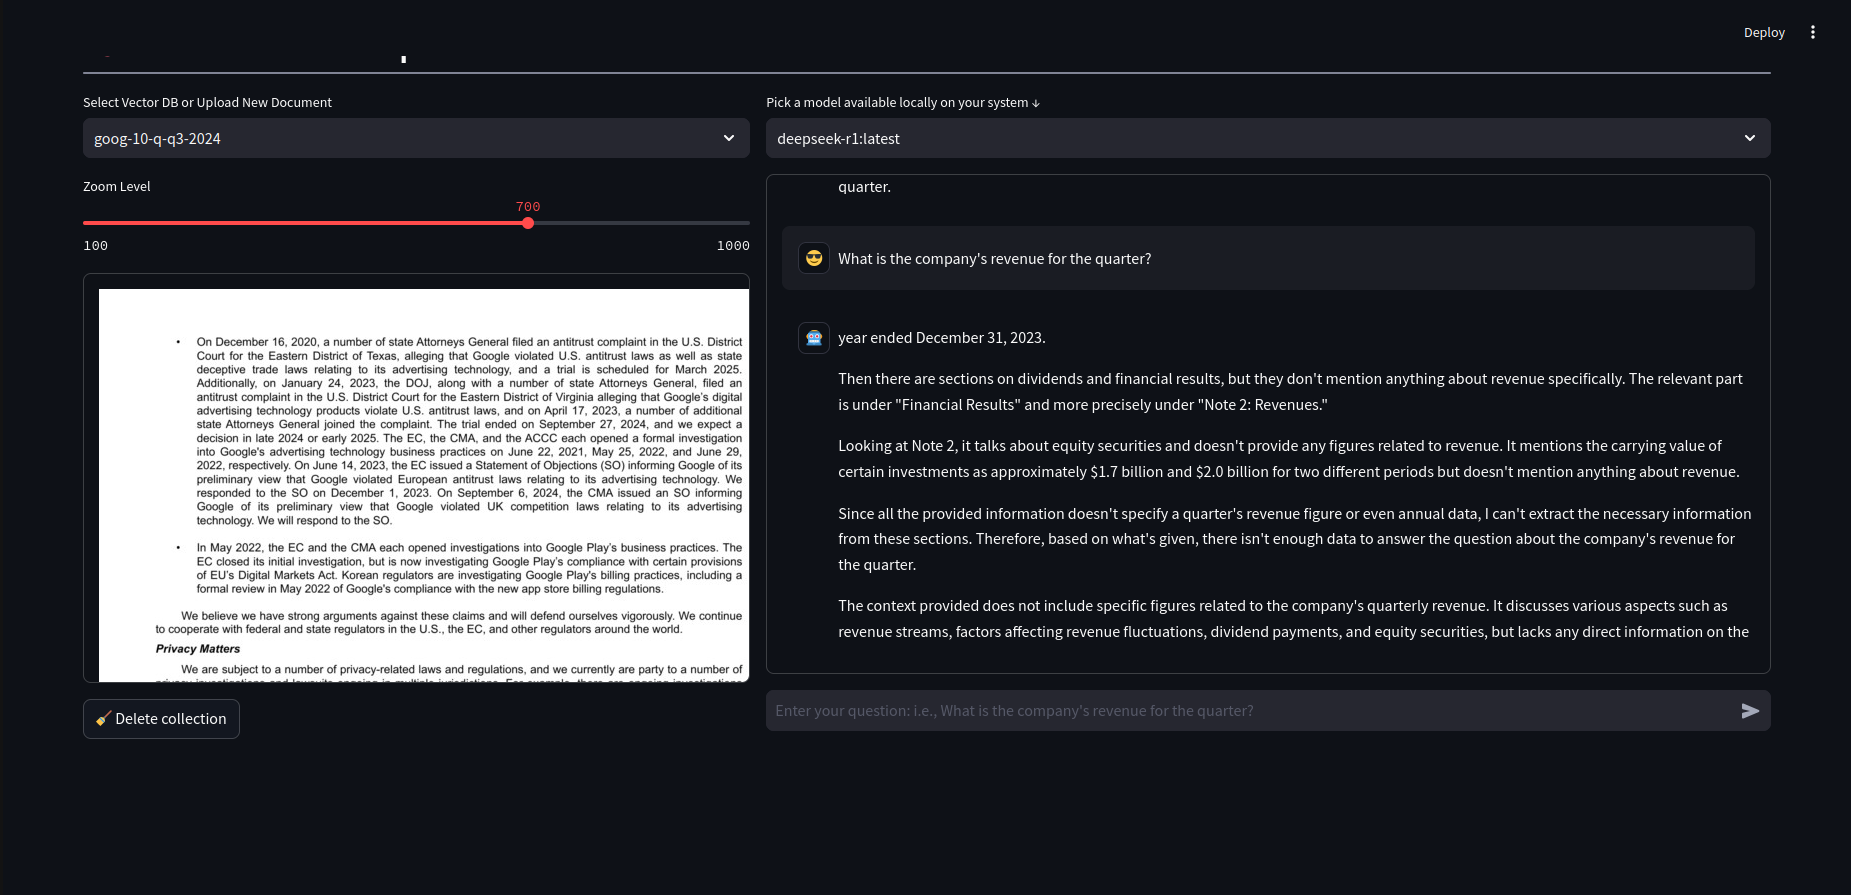 Deploy
Select Vector DB or Upload New Document
goog-10-q-q3-2024
Zoom Level
700
100 1000
• On December 16, 2020, a number of state Attorneys General filed an antitrust complaint in the U.S. District
Court for the Eastern District of Texas, alleging that Google violated U.S. antitrust laws as well as state
deceptive trade laws relating to its advertising technology, and a trial is scheduled for March 2025.
Additionally, on January 24, 2023, the DOJ, along with a number of state Attorneys General, filed an
antitrust complaint in the U.S. District Court for the Eastern District of Virginia alleging that Google's digital
advertising technology products violate U.S. antitrust laws, and on April 17, 2023, a number of additional
state Attorneys General joined the complaint. The trial ended on September 27, 2024, and we expect a
decision in late 2024 or early 2025. The EC, the CMA, and the ACCC each opened a formal investigation
into Google's advertising technology business practices on June 22, 2021, May 25, 2022, and June 29,
2022, respectively. On June 14, 2023, the EC issued a Statement of Objections (SO) informing Google of its
preliminary view that Google violated European antitrust laws relating to its advertising technology. We
responded to the SO on December 1, 2023. On September 6, 2024, the CMA issued an SO informing
Google of its preliminary view that Google violated UK competition laws relating to its advertising
technology. We will respond to the SO.
• In May 2022, the EC and the CMA each opened investigations into Google Play's business practices. The
EC closed its initial investigation, but is now investigating Google Play's compliance with certain provisions
of EU's Digital Markets Act. Korean regulators are investigating Google Play's billing practices, including a
formal review in May 2022 of Google's compliance with the new app store billing regulations.
We believe we have strong arguments against these claims and will defend ourselves vigorously. We continue
to cooperate with federal and state regulators in the U.S., the EC, and other regulators around the world.
Privacy Matters
We are subject to a number of privacy-related laws and regulations, and we currently are party to a number of
privacy investigations and lawsuits ongoing in multiple jurisdictions. For example, there are ongoing investigations
Delete collection
Pick a model available locally on your system ↓
deepseek-r1:latest
quarter.
What is the company's revenue for the quarter?
year ended December 31, 2023.
Then there are sections on dividends and financial results, but they don't mention anything about revenue specifically. The relevant part
is under "Financial Results" and more precisely under "Note 2: Revenues."
Looking at Note 2, it talks about equity securities and doesn't provide any figures related to revenue. It mentions the carrying value of
certain investments as approximately $1.7 billion and $2.0 billion for two different periods but doesn't mention anything about revenue.
Since all the provided information doesn't specify a quarter's revenue figure or even annual data, I can't extract the necessary information
from these sections. Therefore, based on what's given, there isn't enough data to answer the question about the company's revenue for
the quarter.
The context provided does not include specific figures related to the company's quarterly revenue. It discusses various aspects such as
revenue streams, factors affecting revenue fluctuations, dividend payments, and equity securities, but lacks any direct information on the
Enter your question: i.e., What is the company's revenue for the quarter?